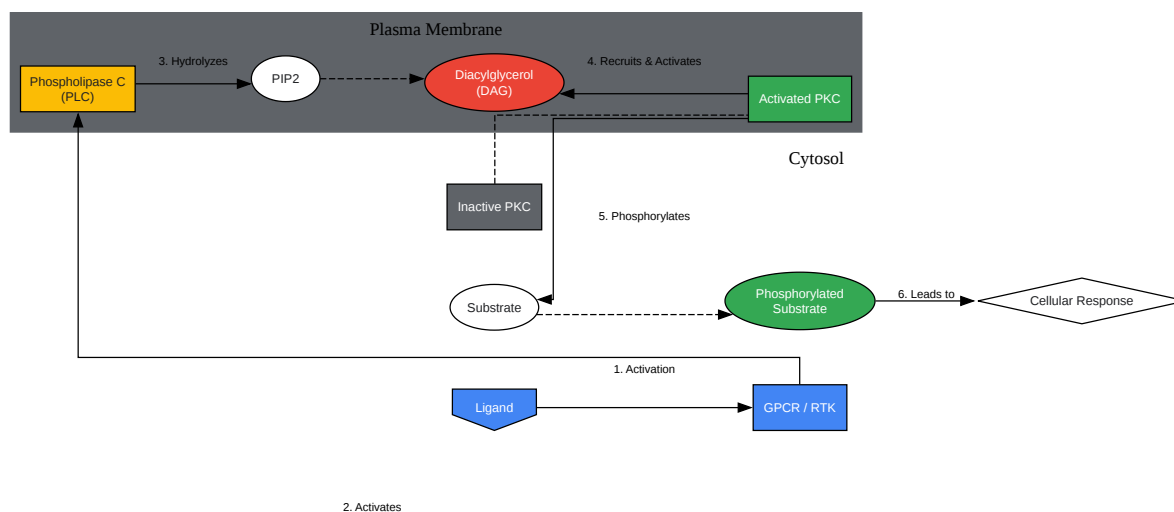 Plasma Membrane
3. Hydrolyzes
4. Recruits & Activates
Phospholipase C
(PLC)
PIP2
Diacylglycerol
(DAG)
Activated PKC
Cytosol
Inactive PKC
5. Phosphorylates
Substrate
Phosphorylated
Substrate
6. Leads to
Cellular Response
1. Activation
Ligand
GPCR / RTK
2. Activates